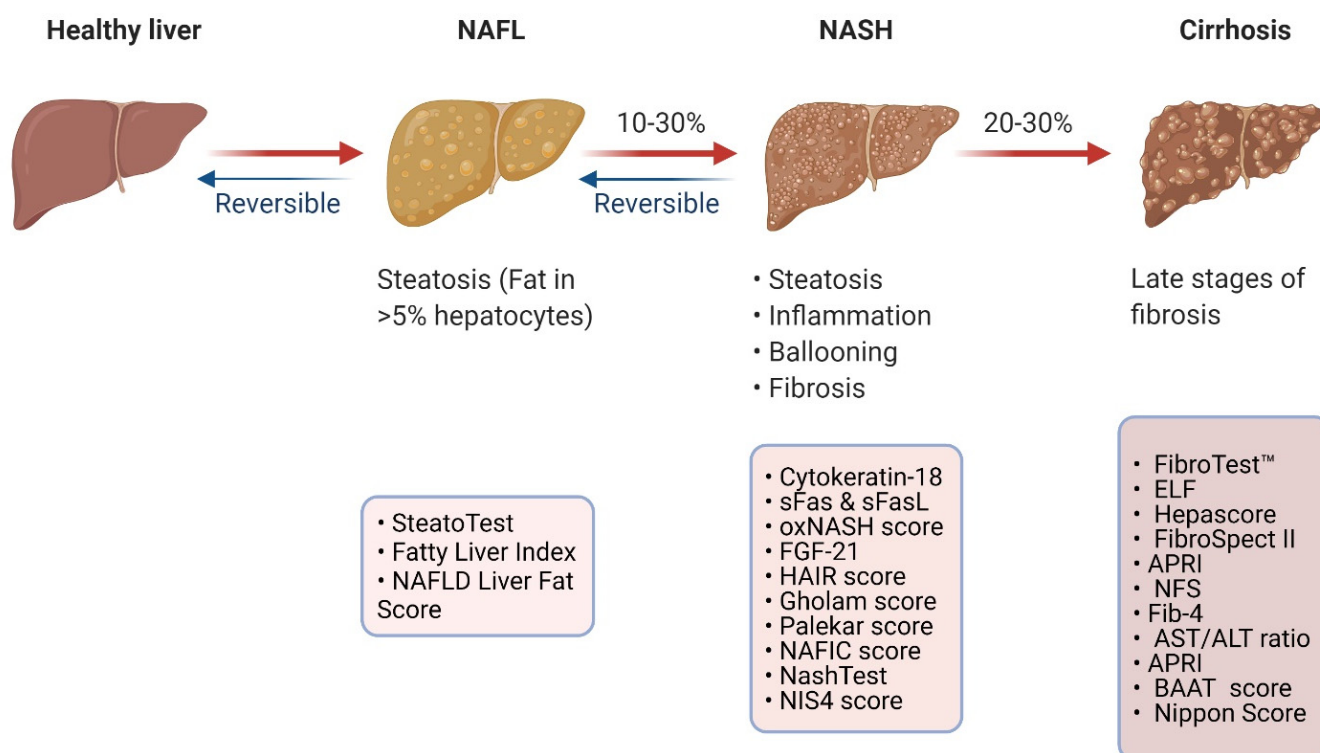 Healthy liver
NAFL
NASH
Cirrhosis
10-30%
20-30%
Reversible
Reversible
Steatosis (Fat in
>5% hepatocytes)
• Steatosis
• Inflammation
• Ballooning
• Fibrosis
Late stages of
fibrosis
• SteatoTest
• Fatty Liver Index
• NAFLD Liver Fat
Score
• Cytokeratin-18
• sFas & sFasL
• oxNASH score
• FGF-21
• HAIR score
• Gholam score
• Palekar score
• NAFIC score
• NashTest
• NIS4 score
• FibroTest™
• ELF
• Hepascore
• FibroSpect II
• APRI
• NFS
• Fib-4
• AST/ALT ratio
• APRI
• BAAT score
• Nippon Score